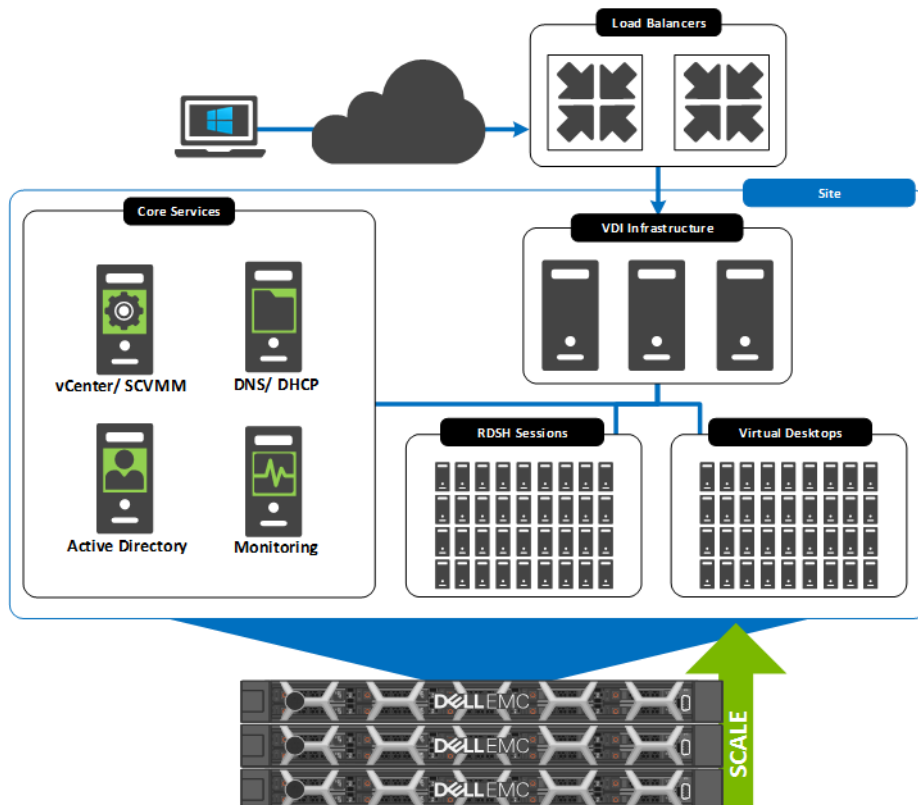 Load Balancers
Site
Core Services
VDI Infrastructure
vCenter/ SCVMM
DNS/ DHCP
RDSH Sessions
Virtual Desktops
Active Directory
Monitoring
DELLEMC
DELLEMC
DELLEMC
SCALE